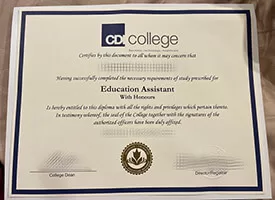 CDI college
Certifies by this document to all whom it may concern that
Having successfully completed the necessary requirements of study prescribed for
Education Assistant
With Honours
Is hereby entitled to this diploma with all the rights and privileges which pertain thereto.
In testimony whereof, the seal of the College together with the signatures of the
authorized officers have been duly affixed.
College Dean
Director/Registrar